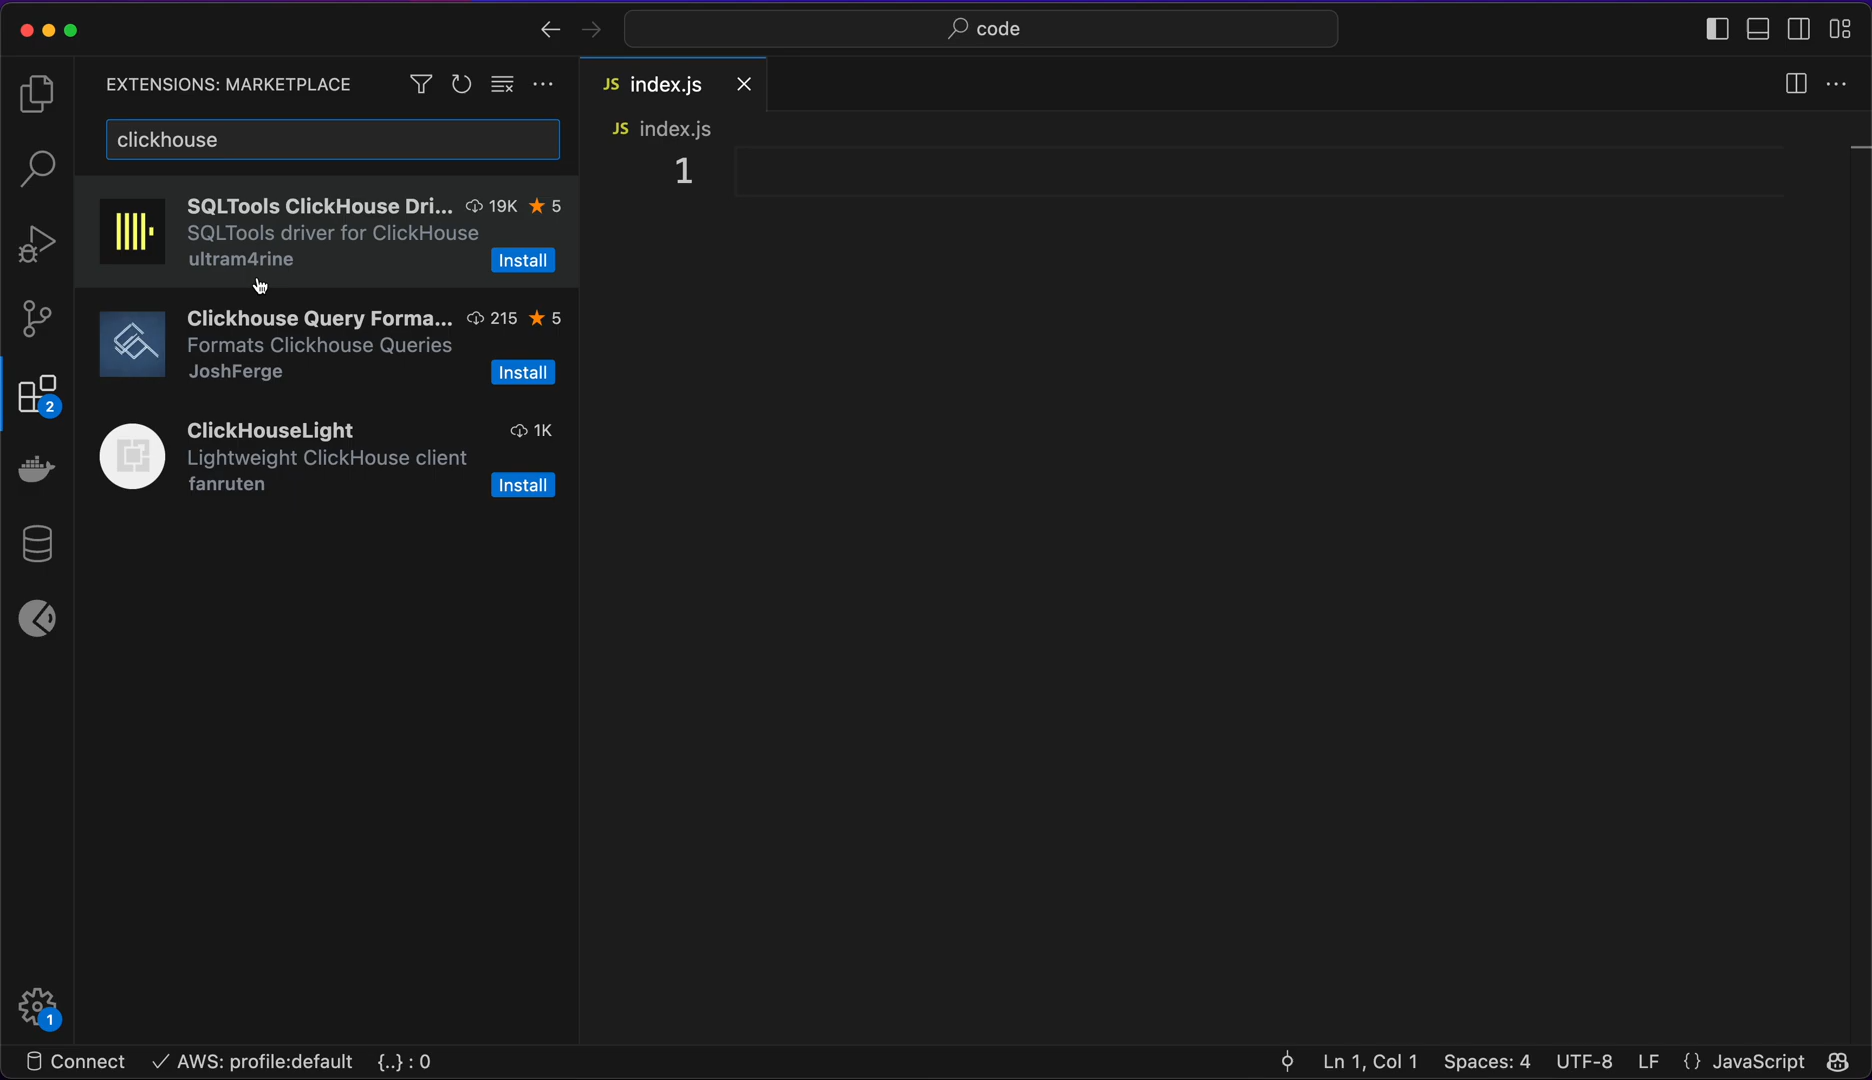 code
EXTENSIONS: MARKETPLACE
JS index.js
clickhouse
JS index.js
1
SQLTools ClickHouse Dri... 19K 5
SQLTools driver for ClickHouse
ultram4rine Install
Clickhouse Query Forma... 215 5
Formats Clickhouse Queries
JoshFerge Install
ClickHouseLight 1K
Lightweight ClickHouse client
fanruten Install
2
1
Connect AWS: profile:default {..} : 0 Ln 1, Col 1 Spaces: 4 UTF-8 LF {} JavaScript